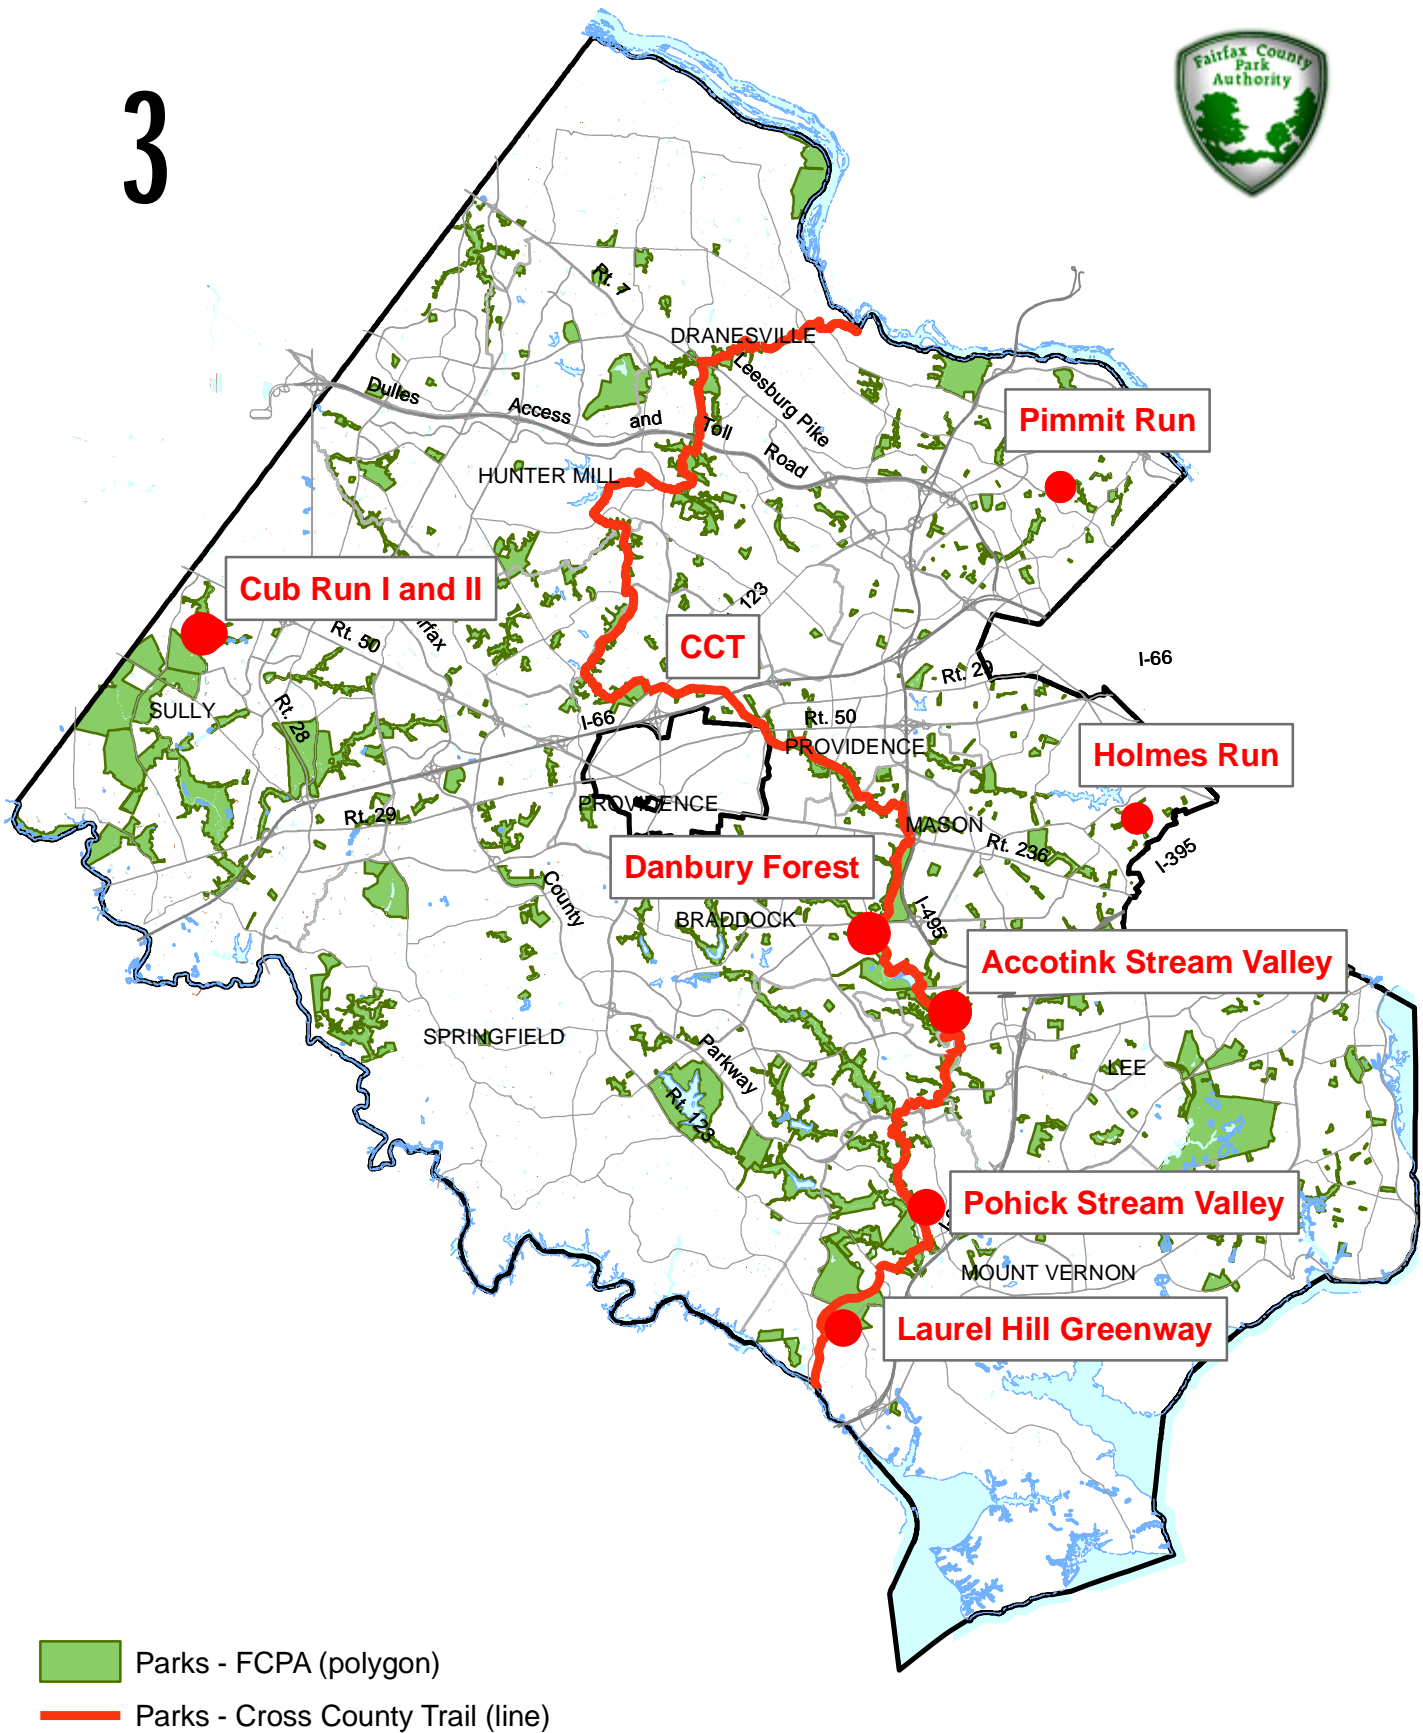 3
Fairfax County
Park
Authority
Rt. 7
DRANESVILLE
Leesburg Pike
Dulles
Access
and
Toll
Road
Pimmit Run
HUNTER MILL
Cub Run I and II
Rt. 50
irfax
123
CCT
Rt. 29
I-66
SULLY
Rt. 28
I-66
Rt. 50
PROVIDENCE
Holmes Run
PROVIDENCE
Rt. 29
MASON
Rt. 236
I-395
Danbury Forest
County
BRADDOCK
I-495
Accotink Stream Valley
SPRINGFIELD
Parkway
LEE
Rt. 123
Pohick Stream Valley
MOUNT VERNON
Laurel Hill Greenway
Parks - FCPA (polygon)
Parks - Cross County Trail (line)